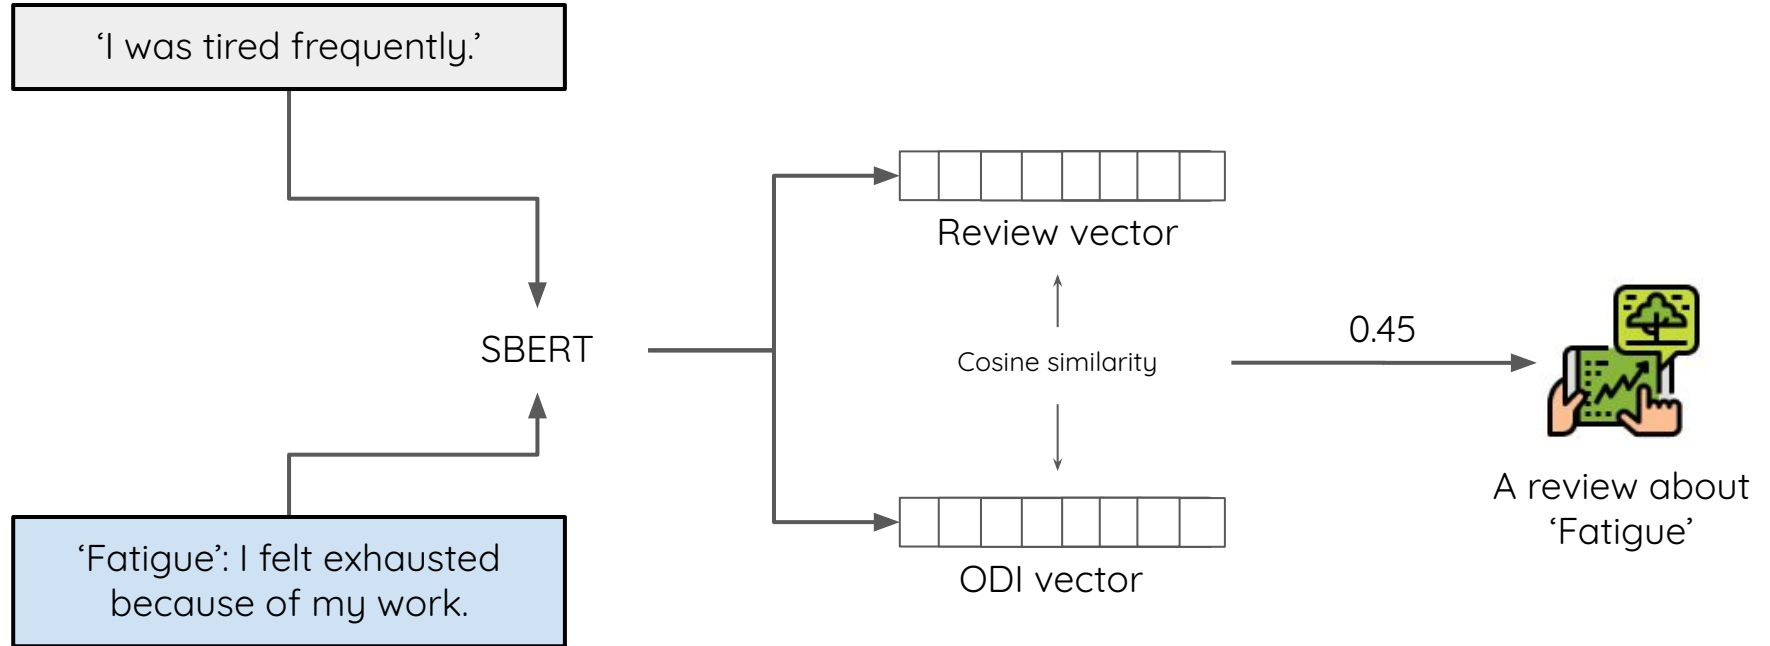 ‘I was tired frequently.’
SBERT
‘Fatigue’: I felt exhausted
because of my work.
Review vector
Cosine similarity
ODI vector
0.45
A review about
‘Fatigue’